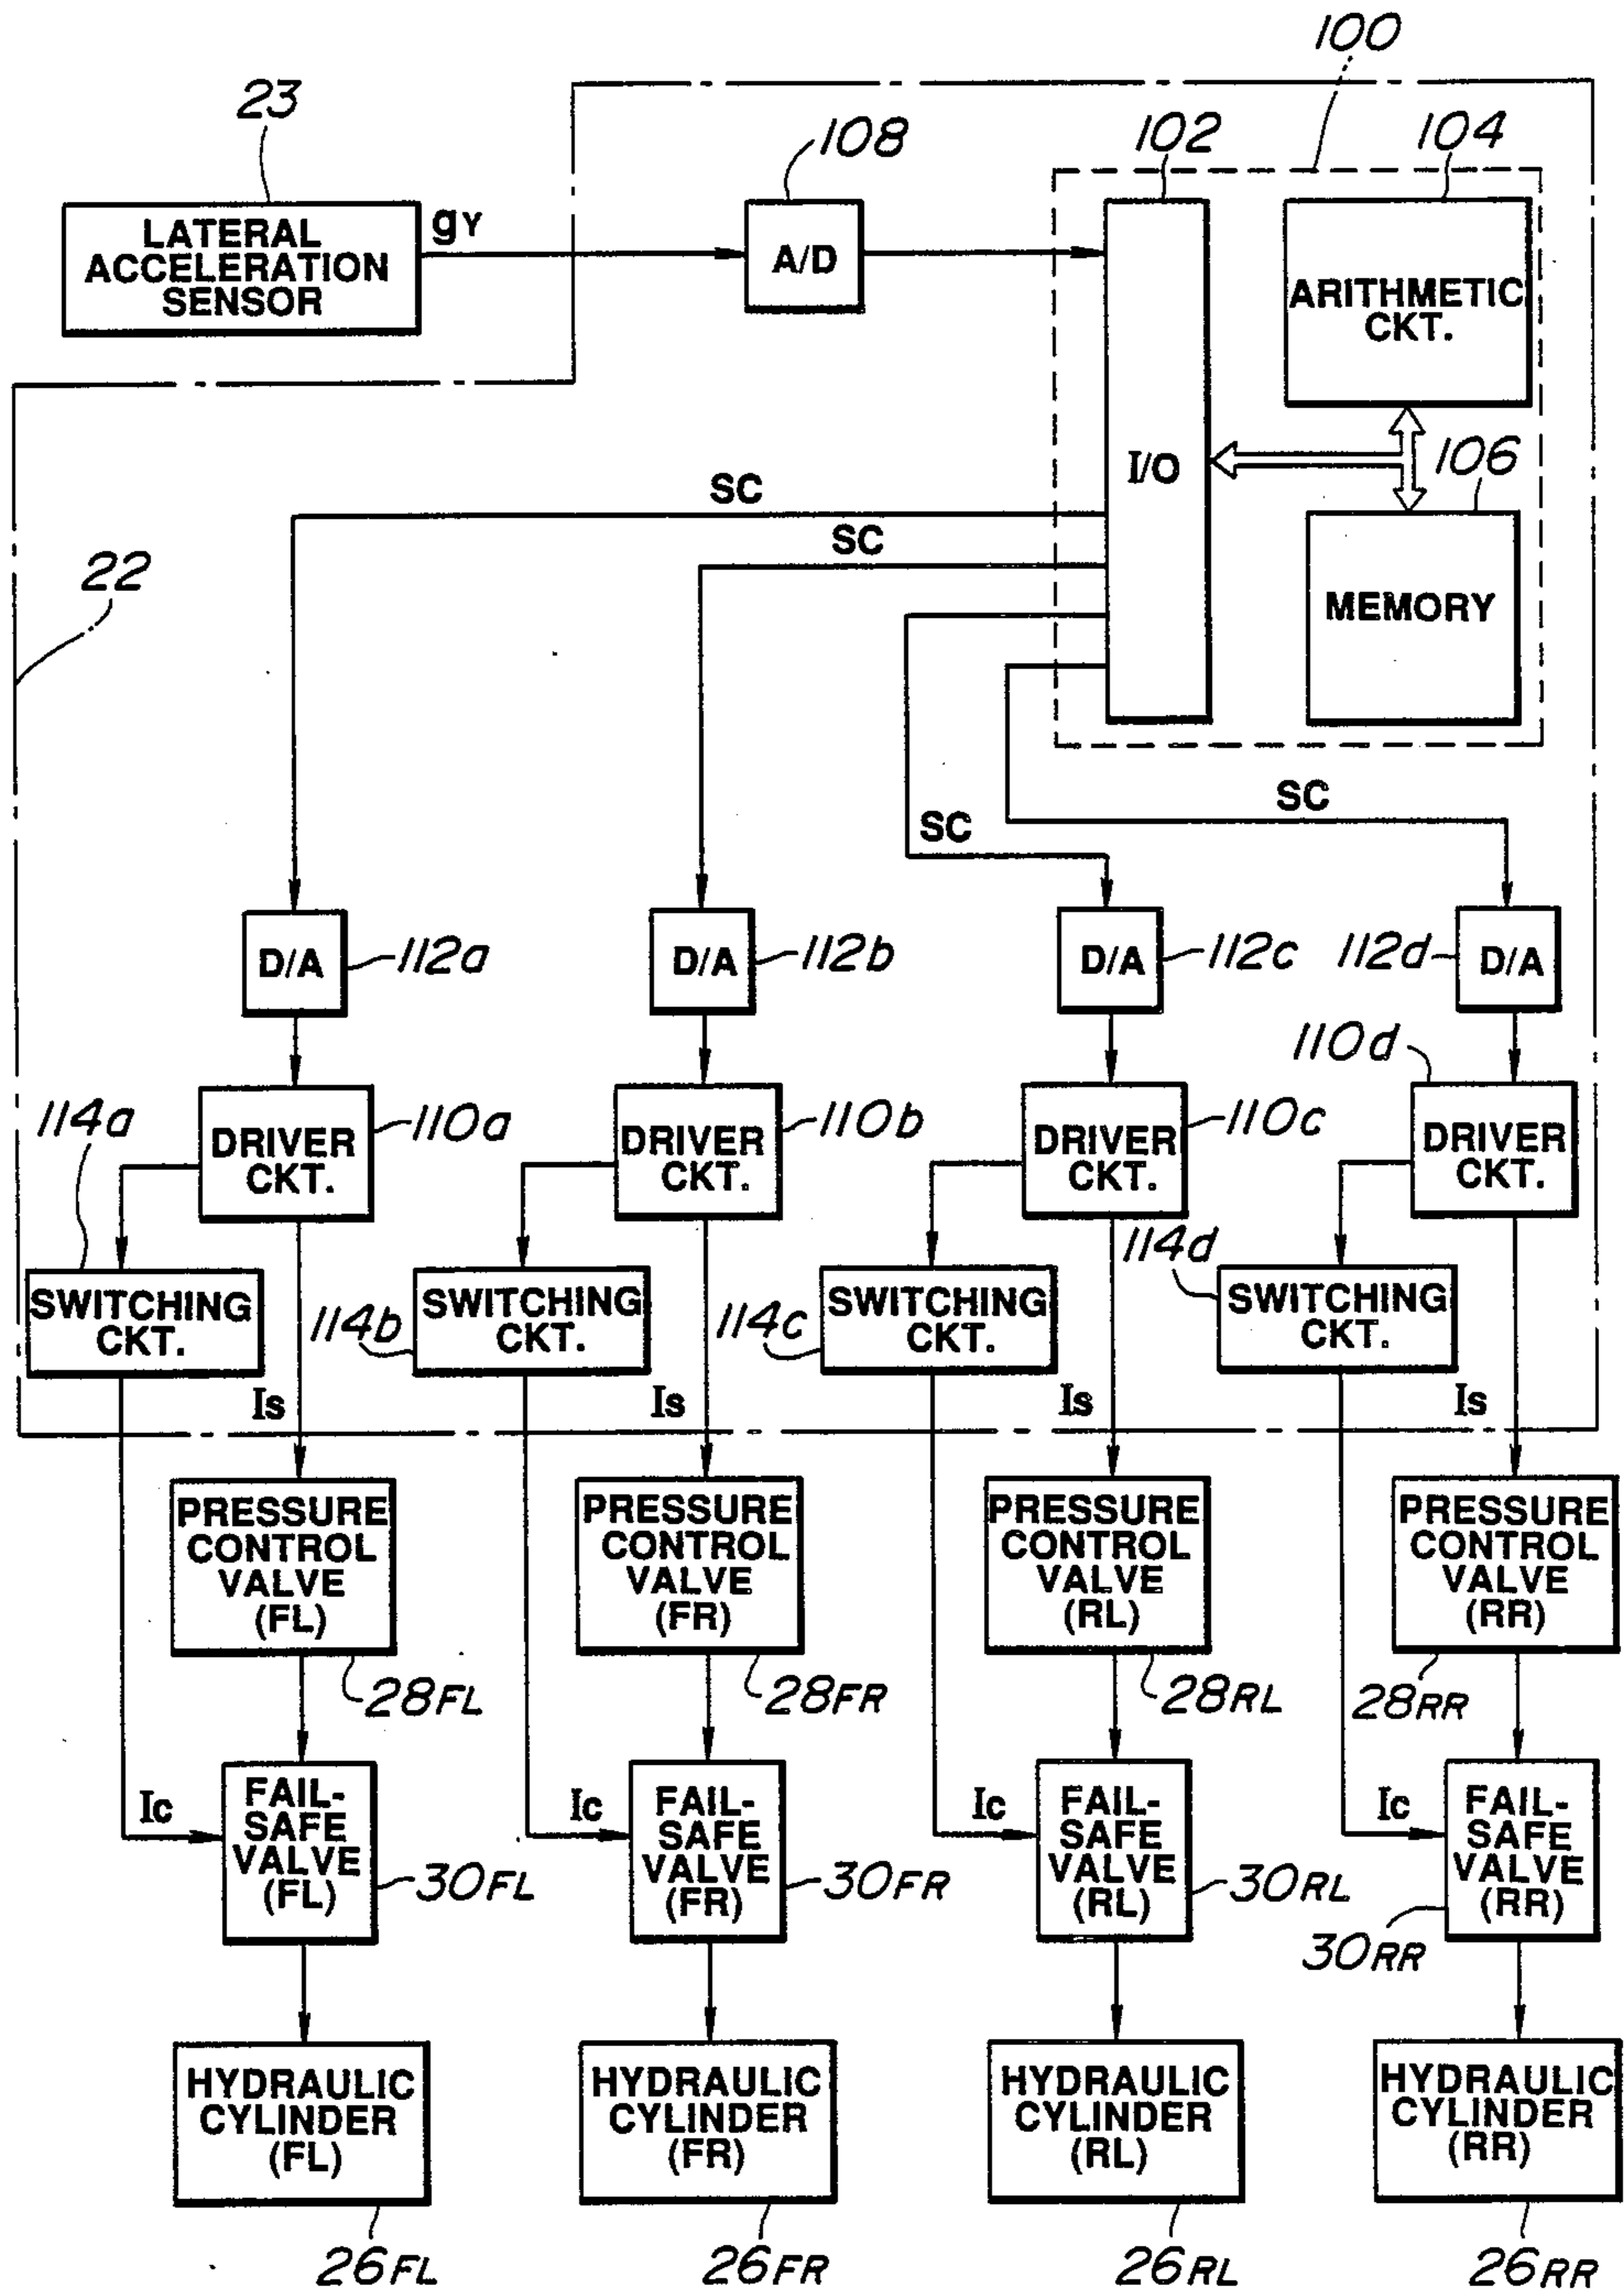 100
23
108
102
104
LATERAL
ACCELERATION
SENSOR
gY
A/D
ARITHMETIC
CKT.
I/O
106
SC
SC
22
MEMORY
SC
SC
D/A
112a
D/A
112b
D/A
112c
112d
D/A
110d
114a
DRIVER
CKT.
110a
DRIVER
CKT.
110b
DRIVER
CKT.
110c
DRIVER
CKT.
114d
SWITCHING
CKT.
114b
SWITCHING
CKT.
114c
SWITCHING
CKT.
SWITCHING
CKT.
Is
Is
Is
Is
PRESSURE
CONTROL
VALVE
(FL)
PRESSURE
CONTROL
VALVE
(FR)
PRESSURE
CONTROL
VALVE
(RL)
PRESSURE
CONTROL
VALVE
(RR)
28FL
28FR
28RL
28RR
Ic
FAIL-
SAFE
VALVE
(FL)
30FL
Ic
FAIL-
SAFE
VALVE
(FR)
30FR
Ic
FAIL-
SAFE
VALVE
(RL)
30RL
Ic
FAIL-
SAFE
VALVE
(RR)
30RR
HYDRAULIC
CYLINDER
(FL)
HYDRAULIC
CYLINDER
(FR)
HYDRAULIC
CYLINDER
(RL)
HYDRAULIC
CYLINDER
(RR)
26FL
26FR
26RL
26RR